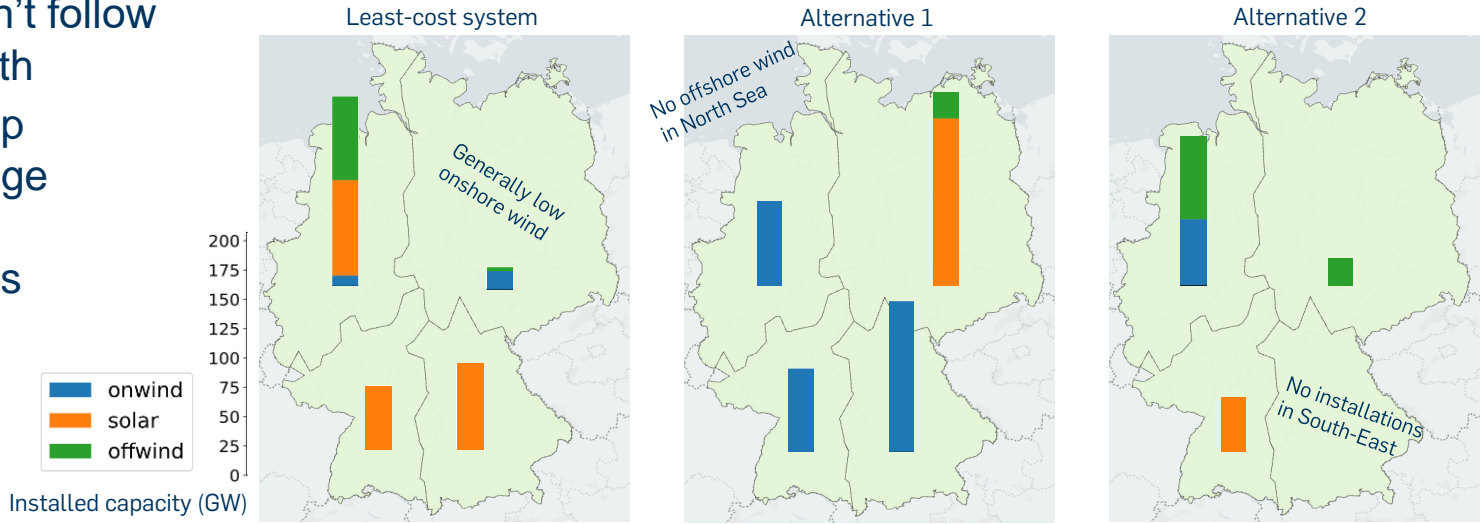 n't follow
th
p
ge
s
Least-cost system
Generally low
onshore wind
200
175
150
125
100
75
50
25
0
onwind
solar
offwind
Installed capacity (GW)
Alternative 1
No offshore wind
in North Sea
Alternative 2
No installations
in South-East